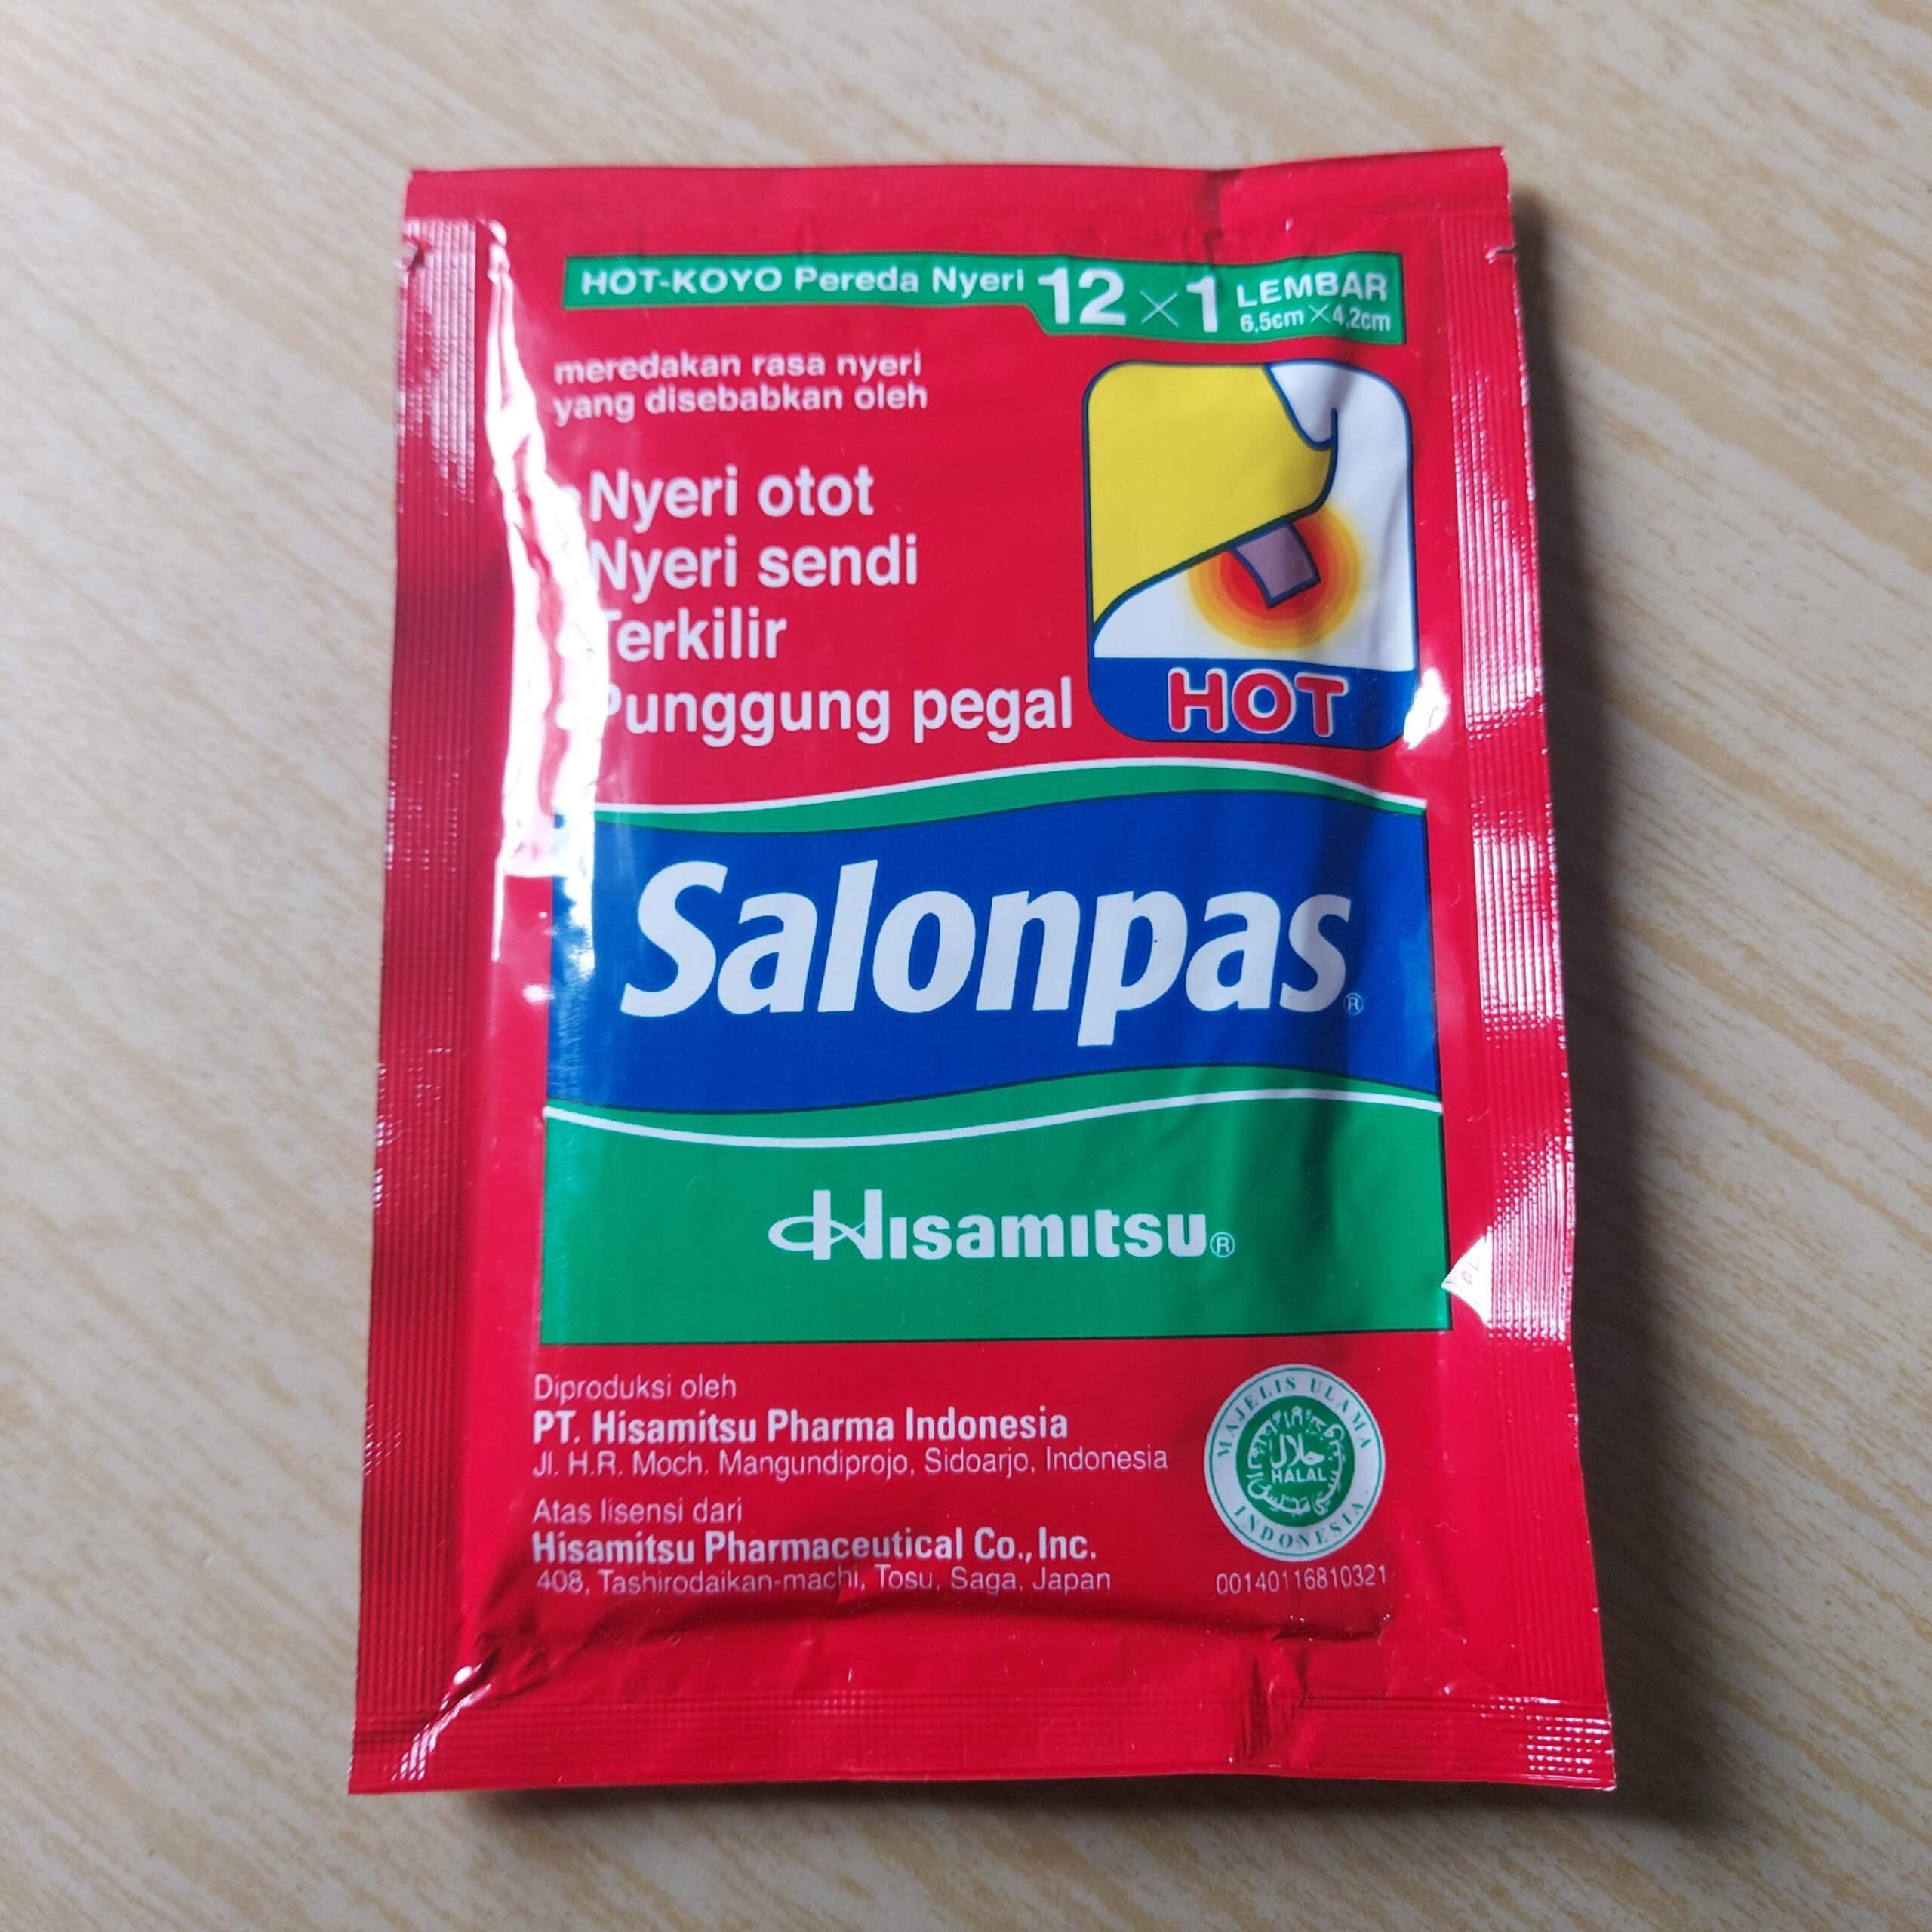 HOT-KOYO Pereda Nyeri 12 × 1 LEMBAR
6,5cm × 4,2cm
meredakan rasa nyeri
yang disebabkan oleh
Nyeri otot
Nyeri sendi
Terkilir
Punggung pegal
HOT
Salonpas®
Hisamitsu®
Diproduksi oleh
PT. Hisamitsu Pharma Indonesia
Jl. H.R. Moch. Mangundiprojo, Sidoarjo, Indonesia
Atas lisensi dari
Hisamitsu Pharmaceutical Co., Inc.
408, Tashirodaikan-machi, Tosu, Saga, Japan
MAJELIS ULAMA
حلال
HALAL
INDONESIA
00140116810321